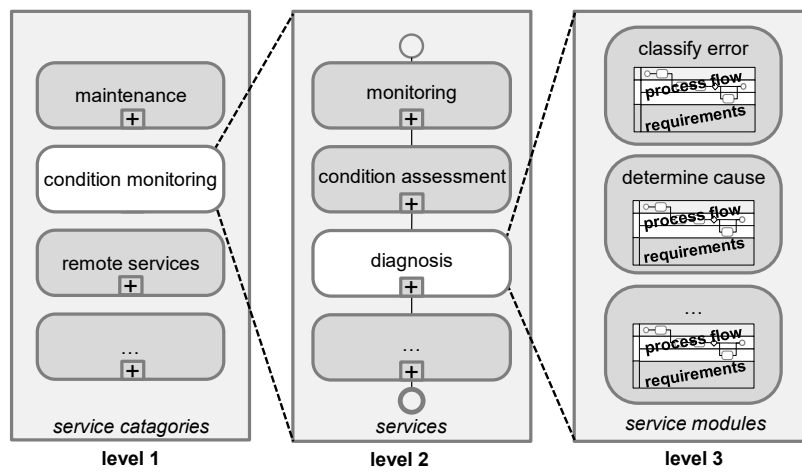 maintenance
+
condition monitoring
remote services
+
...
+
service catagories
level 1
monitoring
+
condition assessment
+
diagnosis
+
...
+
services
level 2
classify error
process flow
requirements
determine cause
process flow
requirements
...
process flow
requirements
service modules
level 3